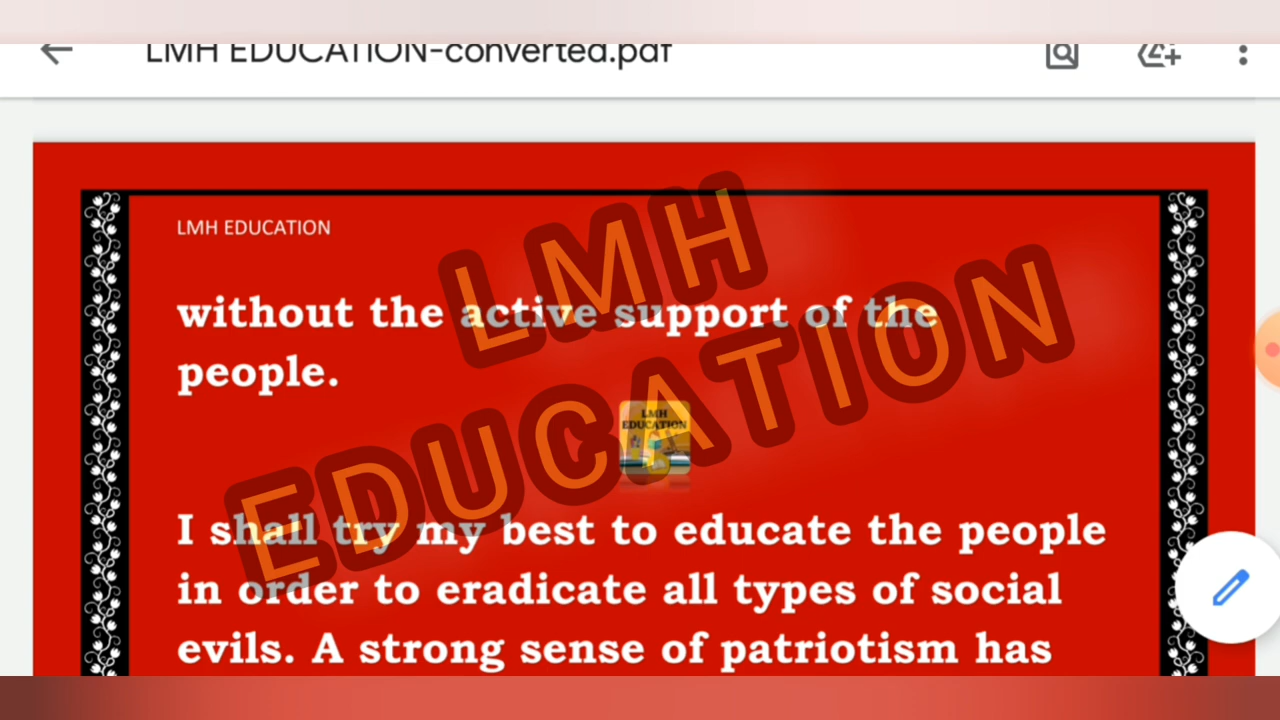 LMH EDUCATION-converted.pdf
LMH EDUCATION
LMH
EDUCATION
without the active support of the
people.
LMH
EDUCATION
I shall try my best to educate the people
in order to eradicate all types of social
evils. A strong sense of patriotism has